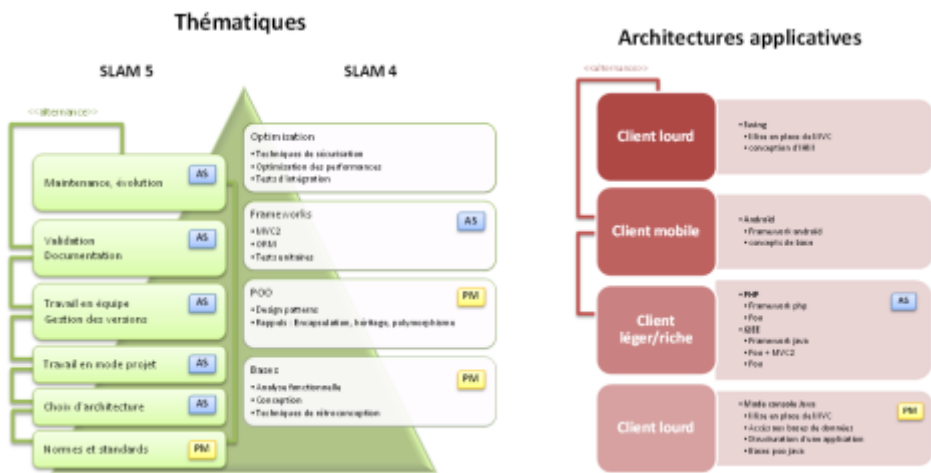 Thématiques
SLAM 5
SLAM 4
<<alternance>>
Maintenance, évolution
AS
Validation
Documentation
AS
Travail en équipe
Gestion des versions
AS
Travail en mode projet
AS
Choix d'architecture
AS
Normes et standards
PM
Optimisation
• Techniques de sécurisation
• Optimisation des performances
• Tests d'intégration
Frameworks
• MVC2
• ORM
• Tests unitaires
AS
POO
• Design patterns
• Rappels : Encapsulation, héritage, polymorphisme
PM
Bases
• Analyse fonctionnelle
• Conception
• Techniques de rétroconception
PM
Architectures applicatives
<<alternance>>
Client lourd
• Swing
• Mise en place de MVC
• conception d'IHM
Client mobile
• Android
• Framework android
• concepts de base
Client
léger/riche
• PHP
• Framework php
• Poo
• Framework java
• Poo + MVC2
• Poo
AS
Client lourd
• Mode console Java
• Mise en place de MVC
• Accès aux bases de données
• Structuration d'une application
• Bases poo java
PM